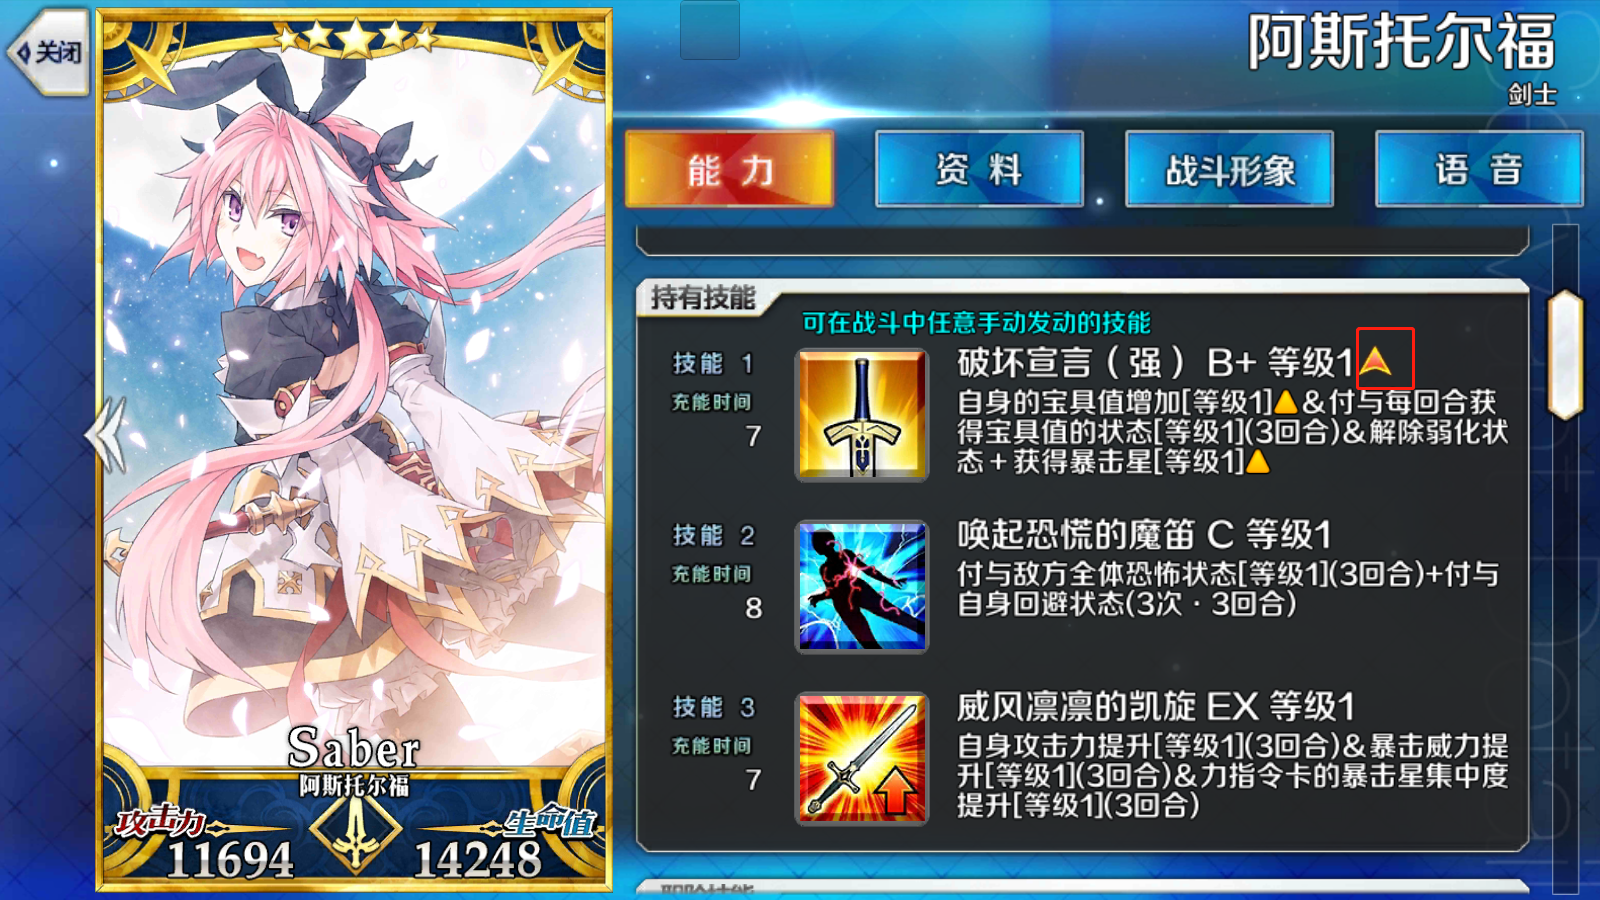 关闭
阿斯托尔福
剑士
能力
资料
战斗形象
语音
持有技能
可在战斗中任意手动发动的技能
技能 1
充能时间
7
破坏宣言（强） B+ 等级1
自身的宝具值增加[等级1]▲＆付与每回合获
得宝具值的状态[等级1](3回合)＆解除弱化状
态＋获得暴击星[等级1]▲
技能 2
充能时间
8
唤起恐慌的魔笛 C 等级1
付与敌方全体恐怖状态[等级1](3回合)+付与
自身回避状态(3次・3回合)
技能 3
充能时间
7
威风凛凛的凯旋 EX 等级1
自身攻击力提升[等级1](3回合)＆暴击威力提
升[等级1](3回合)＆力指令卡的暴击星集中度
提升[等级1](3回合)
Saber
阿斯托尔福
攻击力
11694
生命值
14248